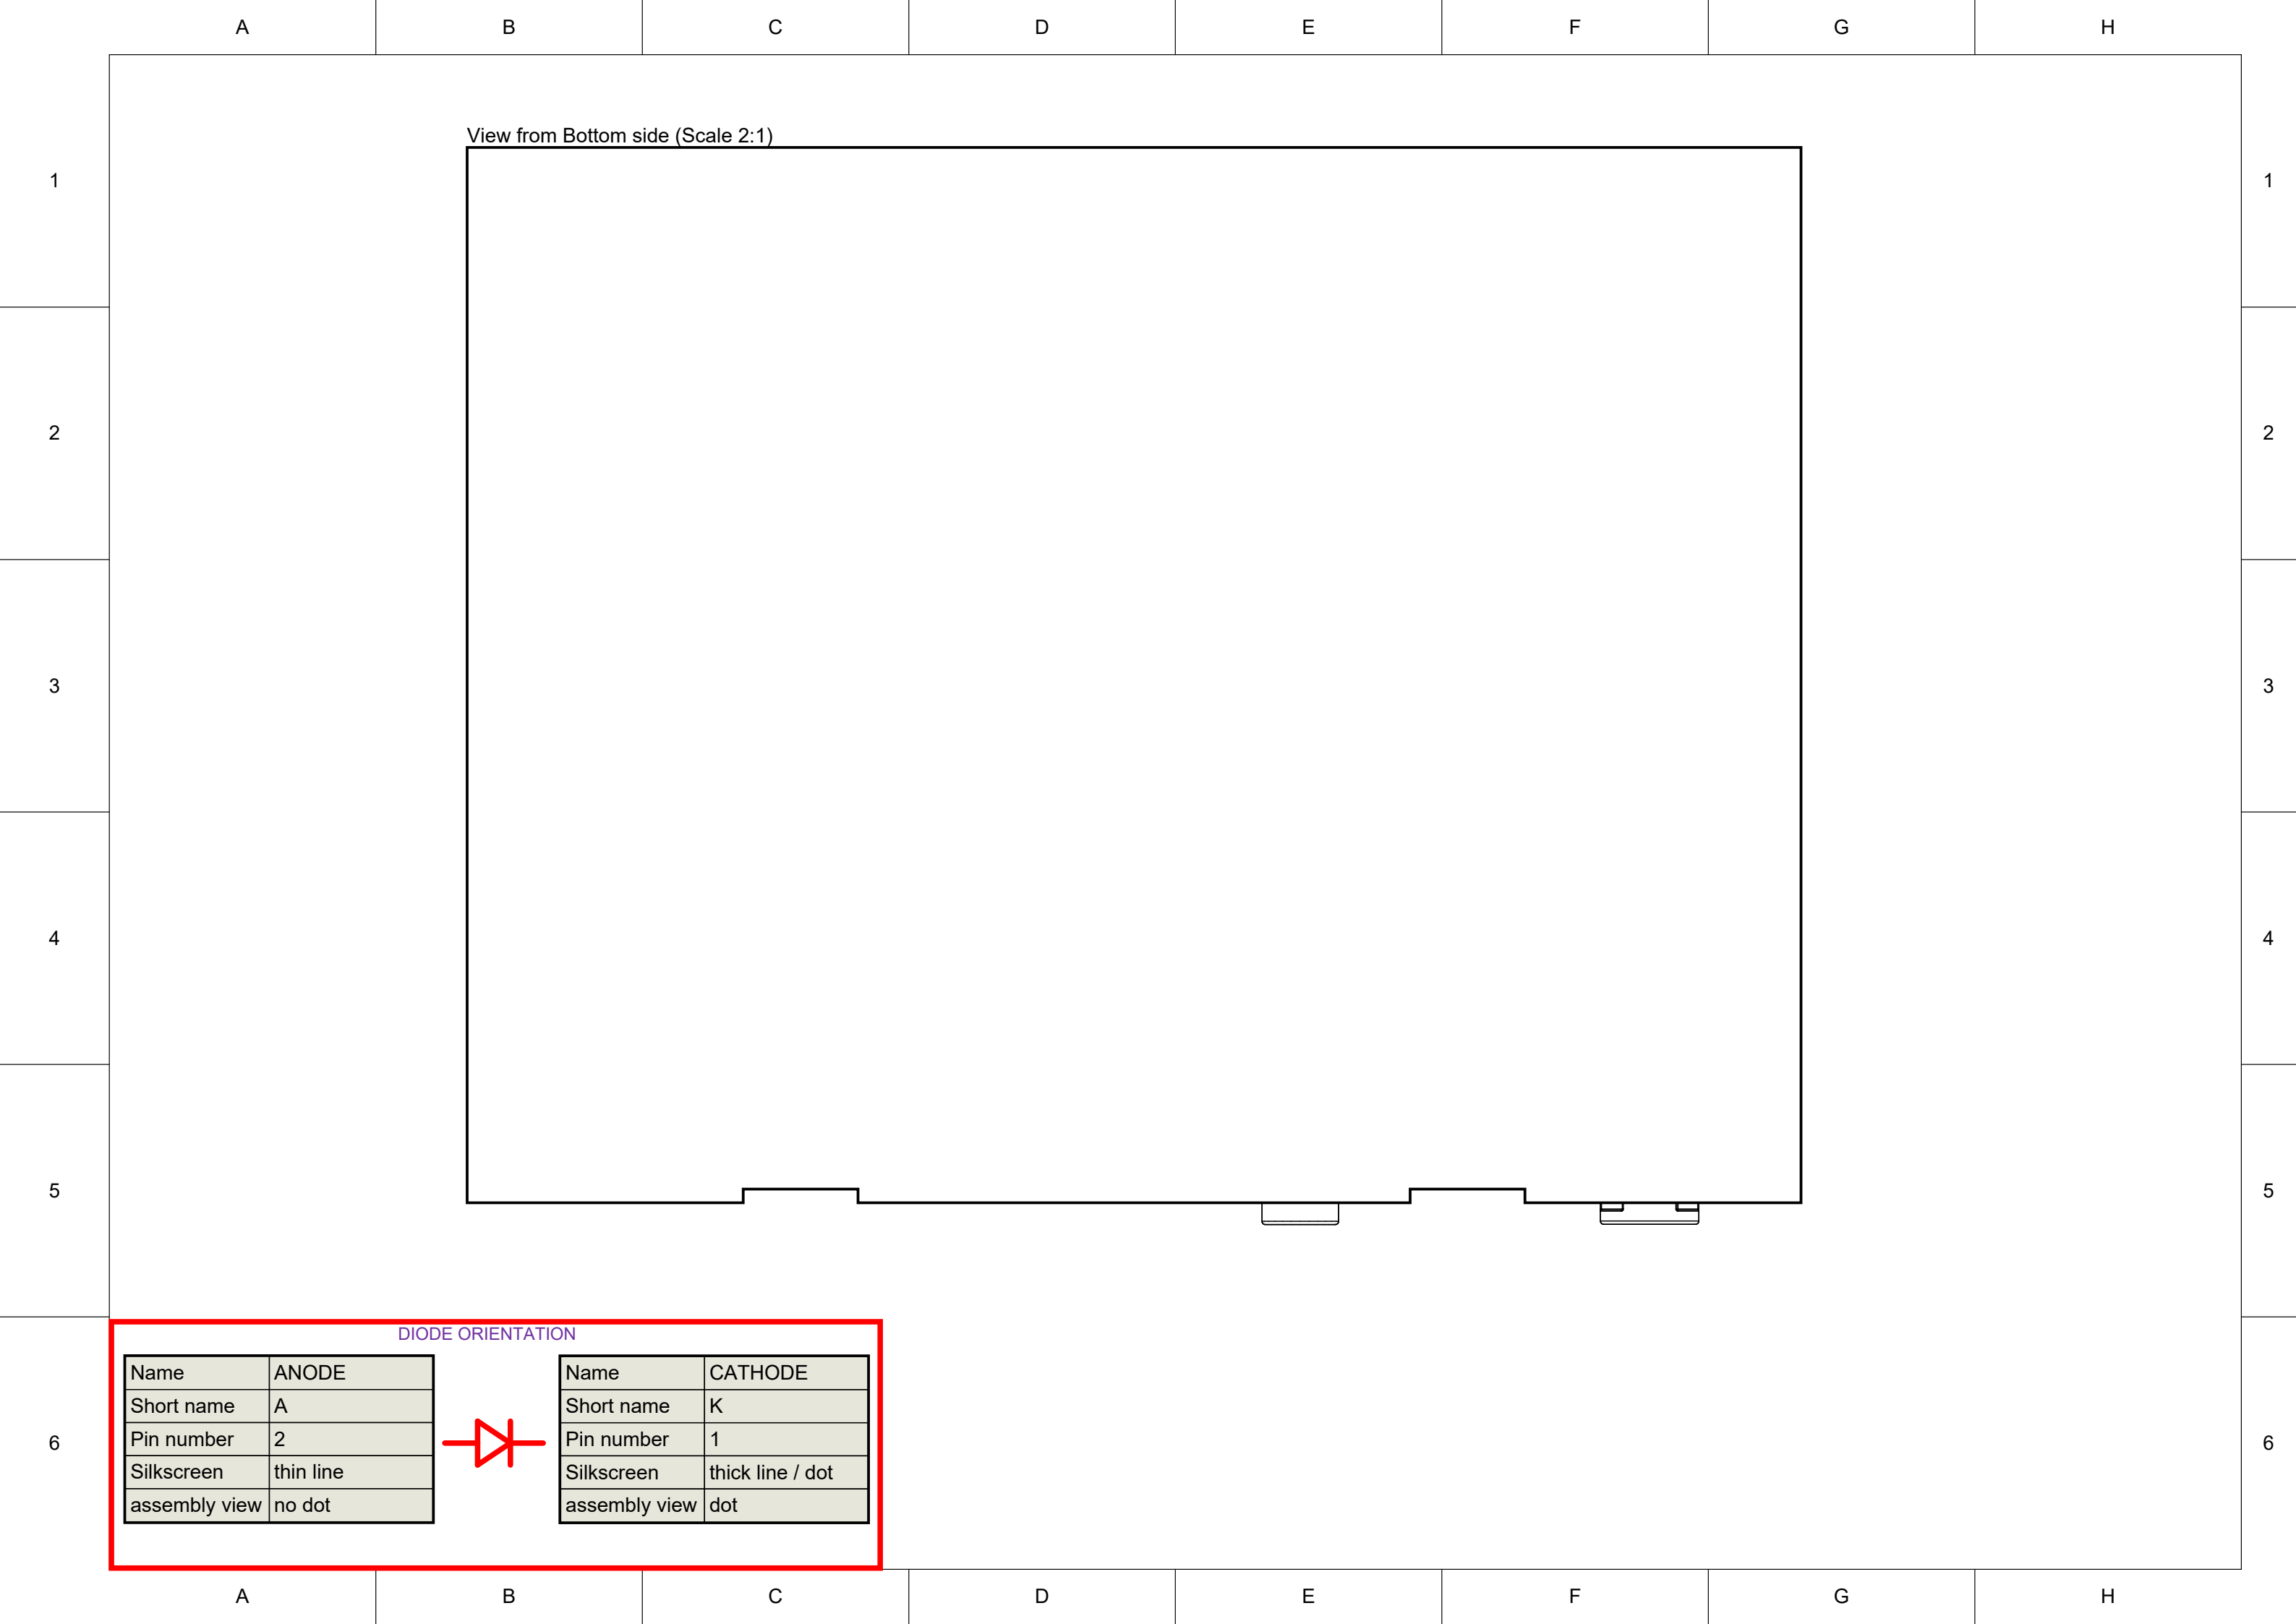 A B C D E F G H
View from Bottom side (Scale 2:1)
1 1
2 2
3 3
4 4
5 5
6 6
DIODE ORIENTATION
Name ANODE
Short name A
Pin number 2
Silkscreen thin line
assembly view no dot
Name CATHODE
Short name K
Pin number 1
Silkscreen thick line / dot
assembly view dot
A B C D E F G H